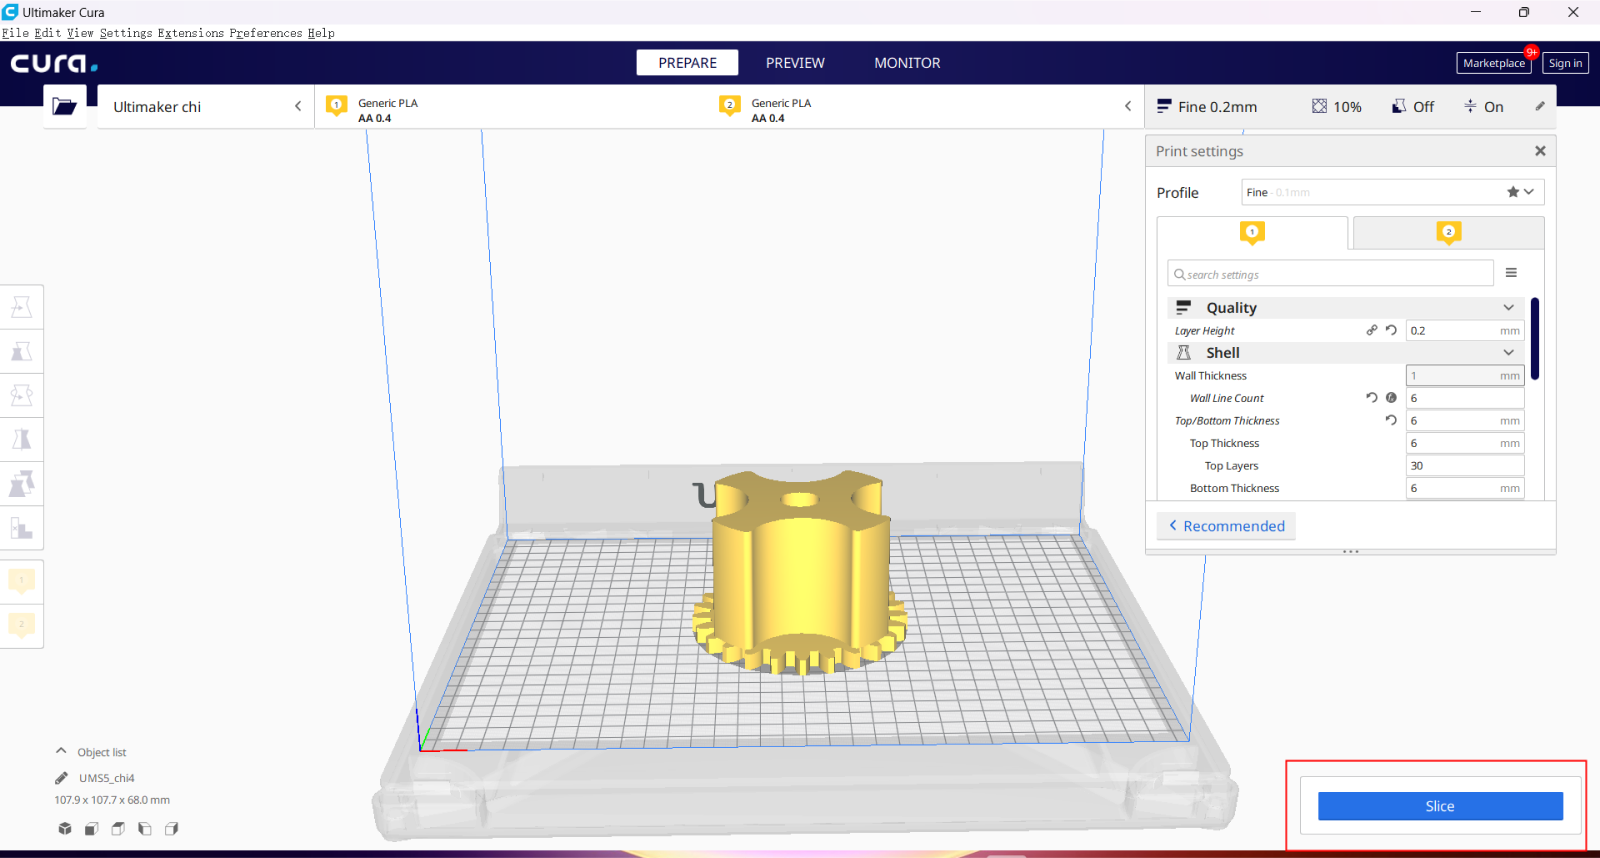 Ultimaker Cura
File Edit View Settings Extensions Preferences Help
cura.
PREPARE
PREVIEW
MONITOR
Marketplace
9+
Sign in
Ultimaker chi
1
Generic PLA
AA 0.4
2
Generic PLA
AA 0.4
Fine 0.2mm
10%
Off
On
Print settings
Profile
Fine - 0.1mm
1
2
search settings
Quality
Layer Height
0.2 mm
Shell
Wall Thickness
1 mm
Wall Line Count
6
Top/Bottom Thickness
6 mm
Top Thickness
6 mm
Top Layers
30
Bottom Thickness
6 mm
Recommended
1
2
Object list
UMS5_chi4
107.9 x 107.7 x 68.0 mm
Slice